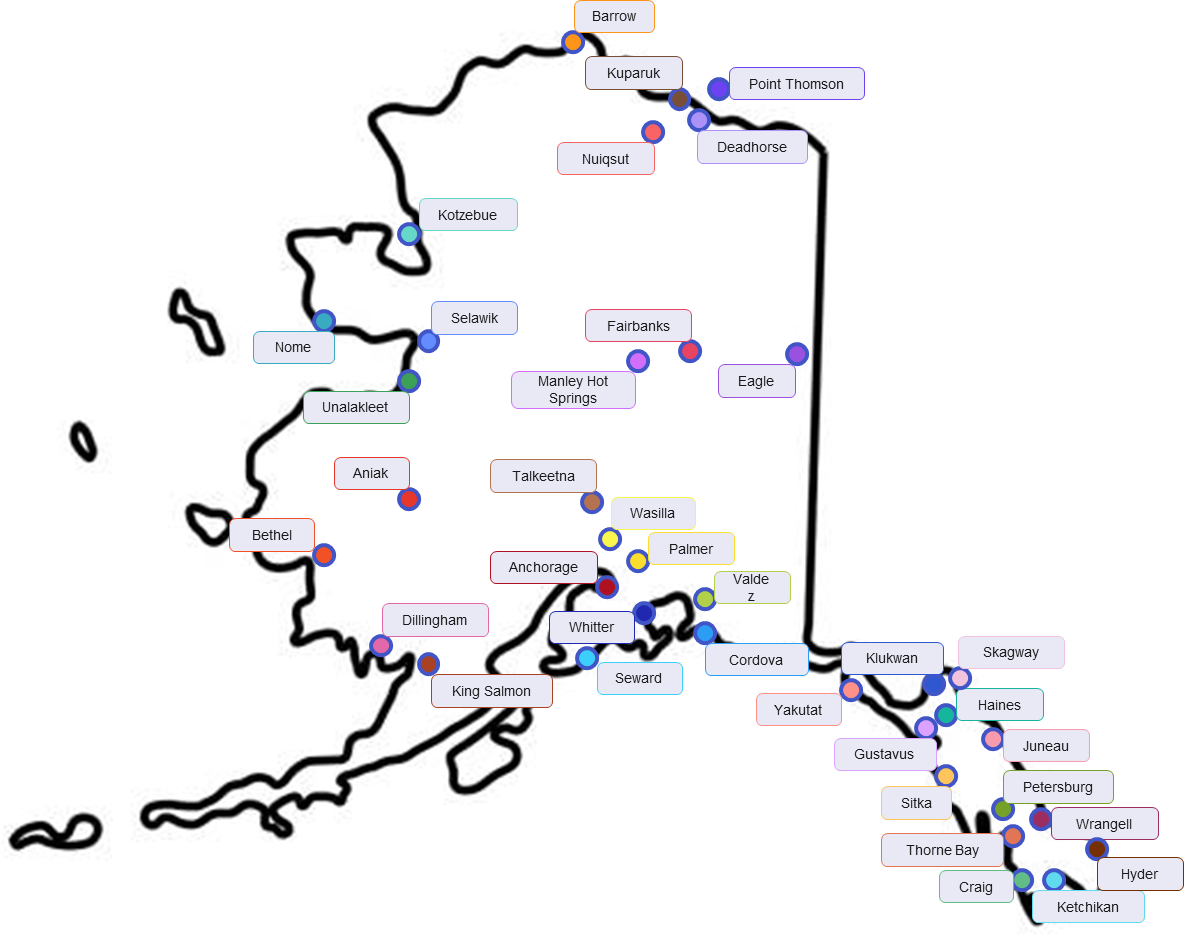 Barrow
Kuparuk
Point Thomson
Deadhorse
Nuiqsut
Kotzebue
Selawik
Nome
Fairbanks
Manley Hot
Springs
Eagle
Unalakleet
Aniak
Talkeetna
Wasilla
Bethel
Palmer
Anchorage
Valde
z
Dillingham
Whitter
Cordova
Klukwan
Skagway
Seward
King Salmon
Yakutat
Haines
Gustavus
Juneau
Petersburg
Sitka
Wrangell
Thorne Bay
Hyder
Craig
Ketchikan